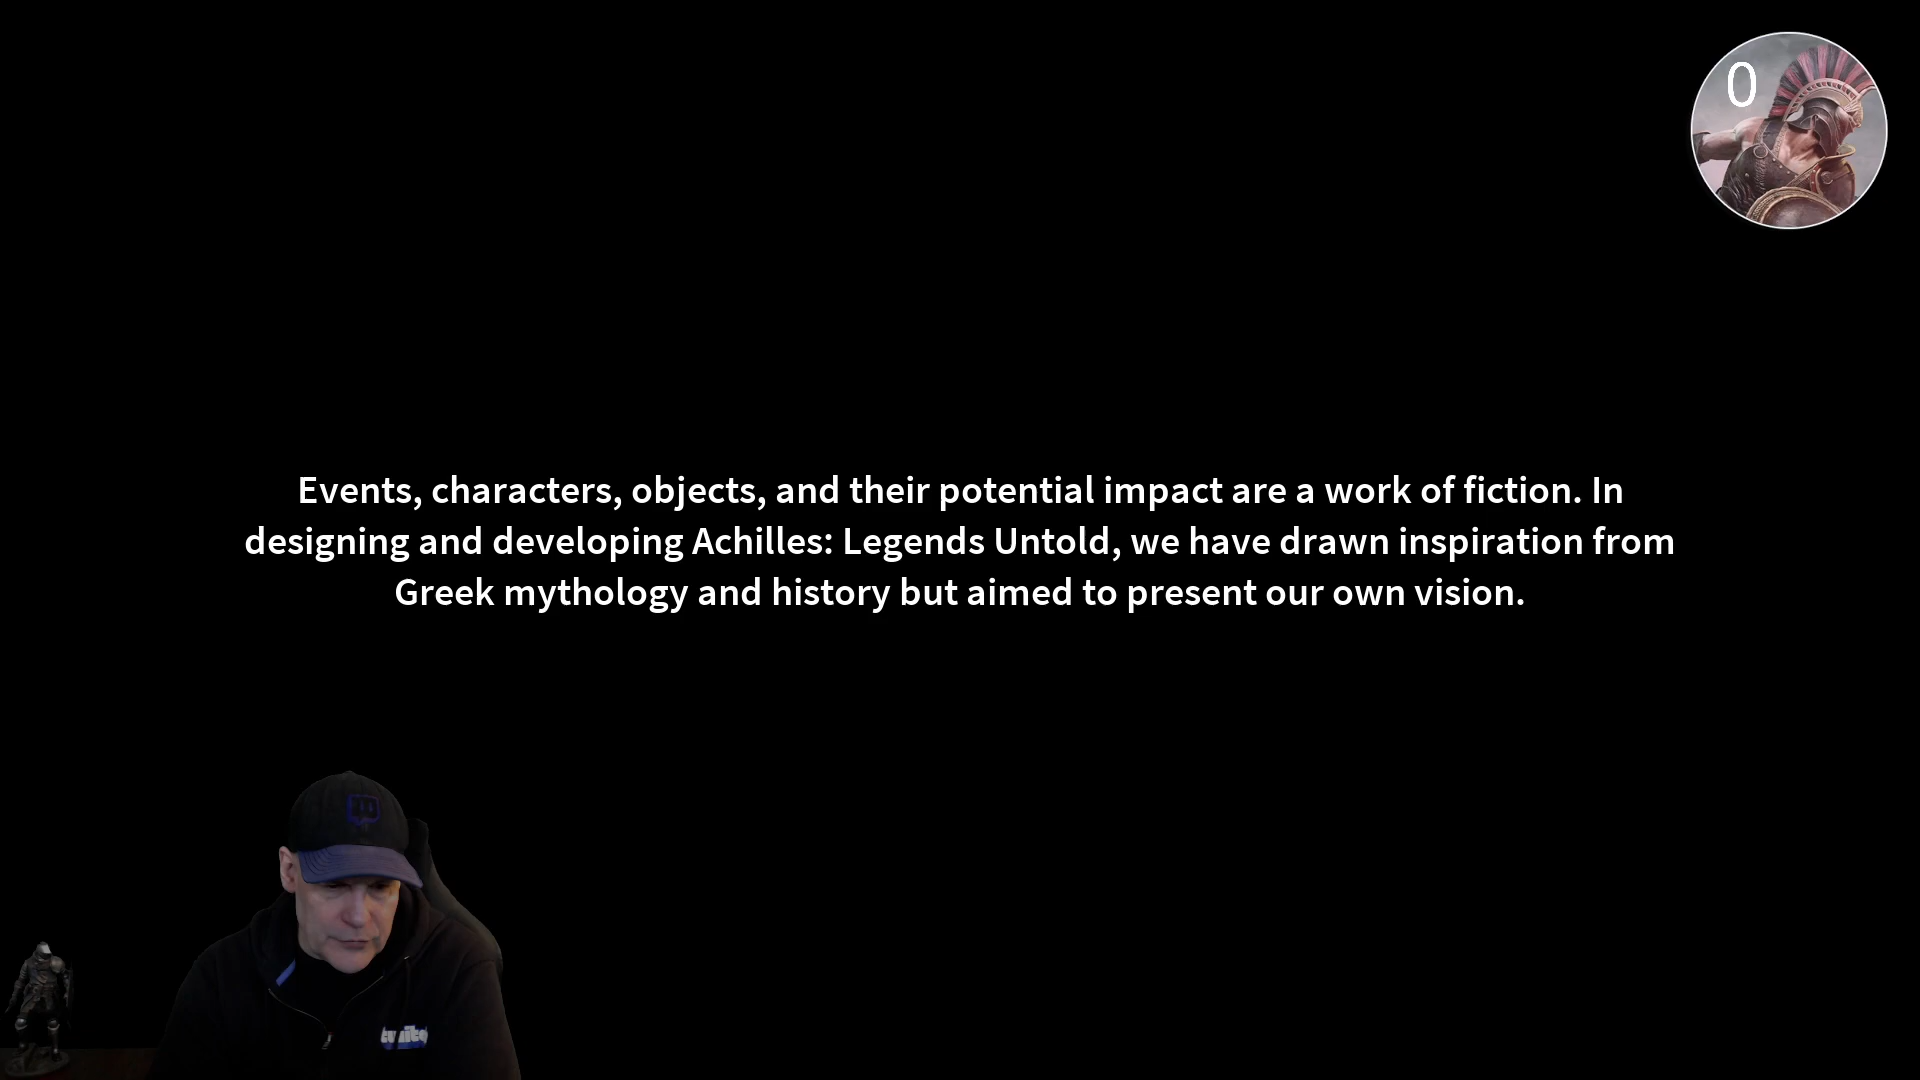 0
Events, characters, objects, and their potential impact are a work of fiction. In
designing and developing Achilles: Legends Untold, we have drawn inspiration from
Greek mythology and history but aimed to present our own vision.
twitch